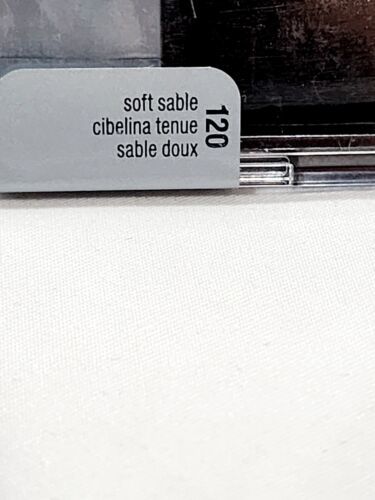 soft sable
cibelina tenue
sable doux
120